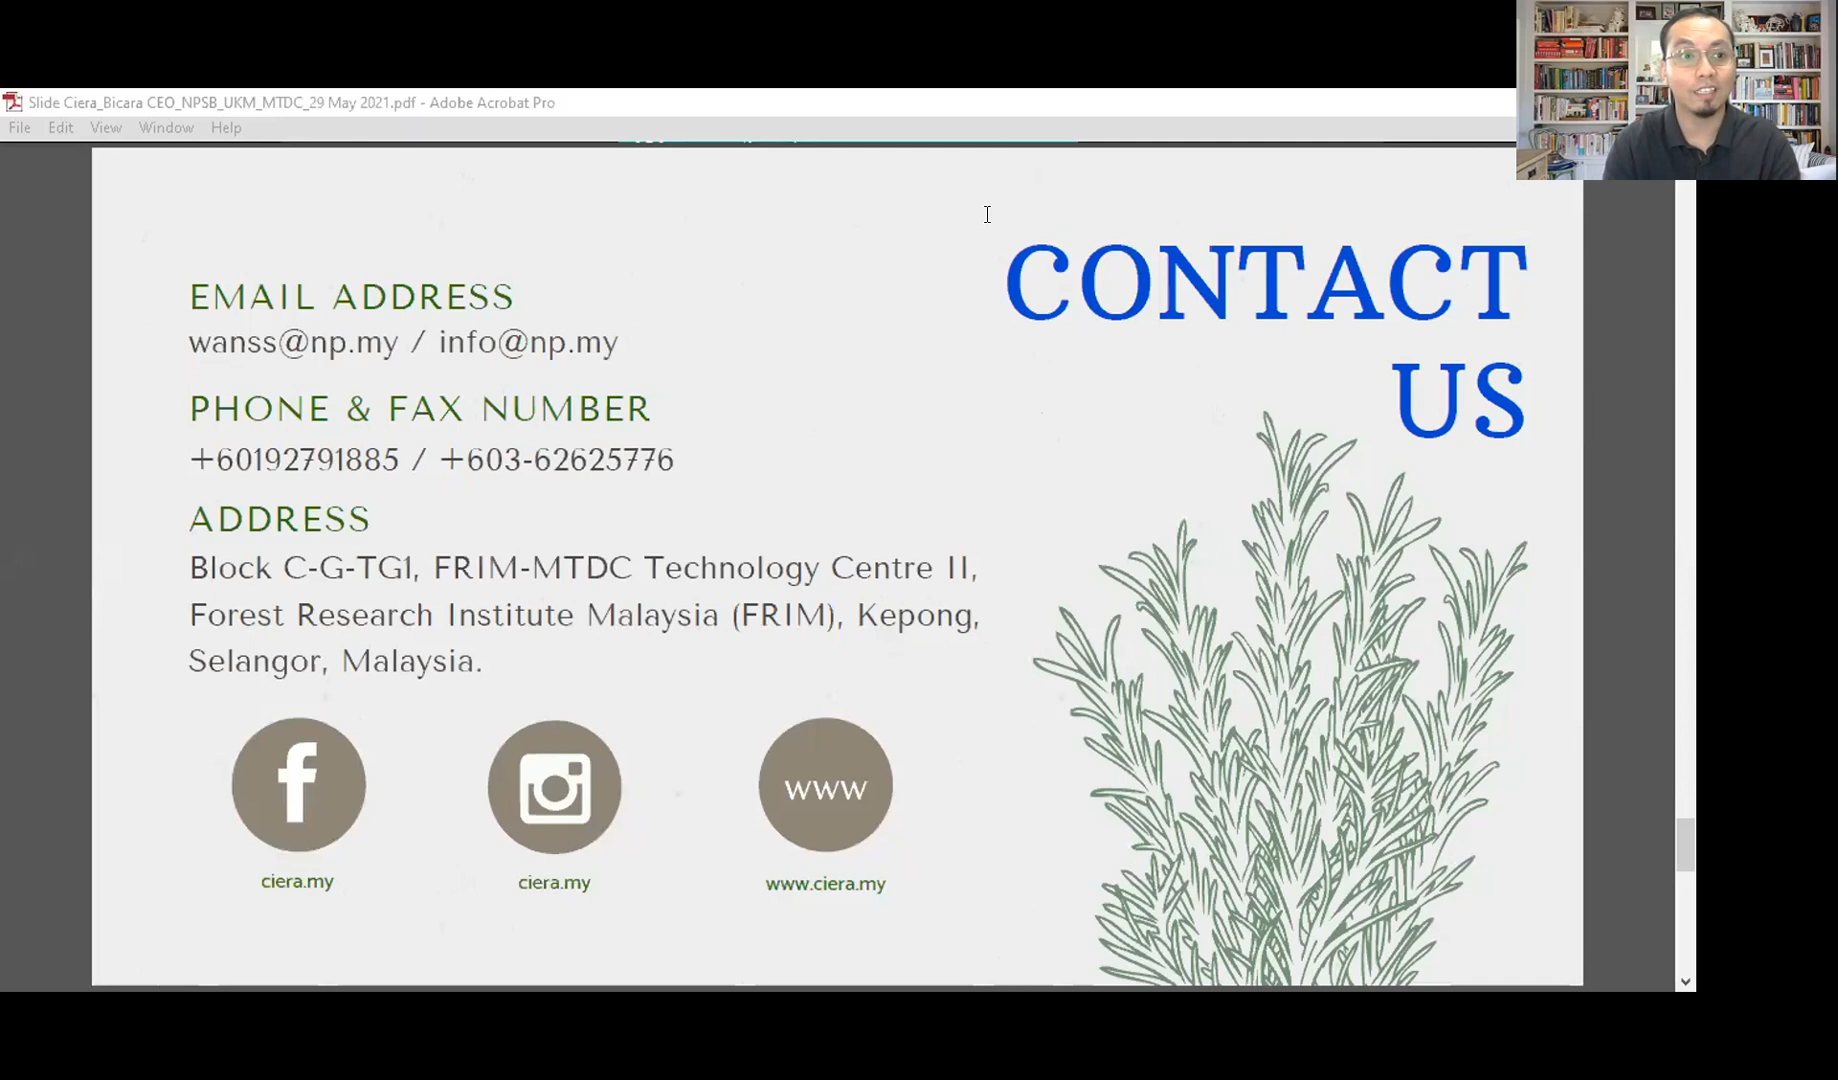 Slide Ciera_Bicara CEO_NPSB_UKM_MTDC_29 May 2021.pdf - Adobe Acrobat Pro
File Edit View Window Help
CONTACT
US
EMAIL ADDRESS
wanss@np.my / info@np.my
PHONE & FAX NUMBER
+60192791885 / +603-62625776
ADDRESS
Block C-G-TG1, FRIM-MTDC Technology Centre II,
Forest Research Institute Malaysia (FRIM), Kepong,
Selangor, Malaysia.
www
ciera.my ciera.my www.ciera.my